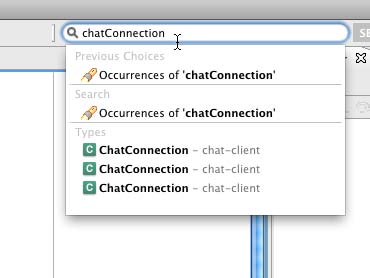 chatConnection
Previous Choices
Occurrences of 'chatConnection'
Search
Occurrences of 'chatConnection'
Types
C ChatConnection – chat-client
C ChatConnection – chat-client
C ChatConnection – chat-client